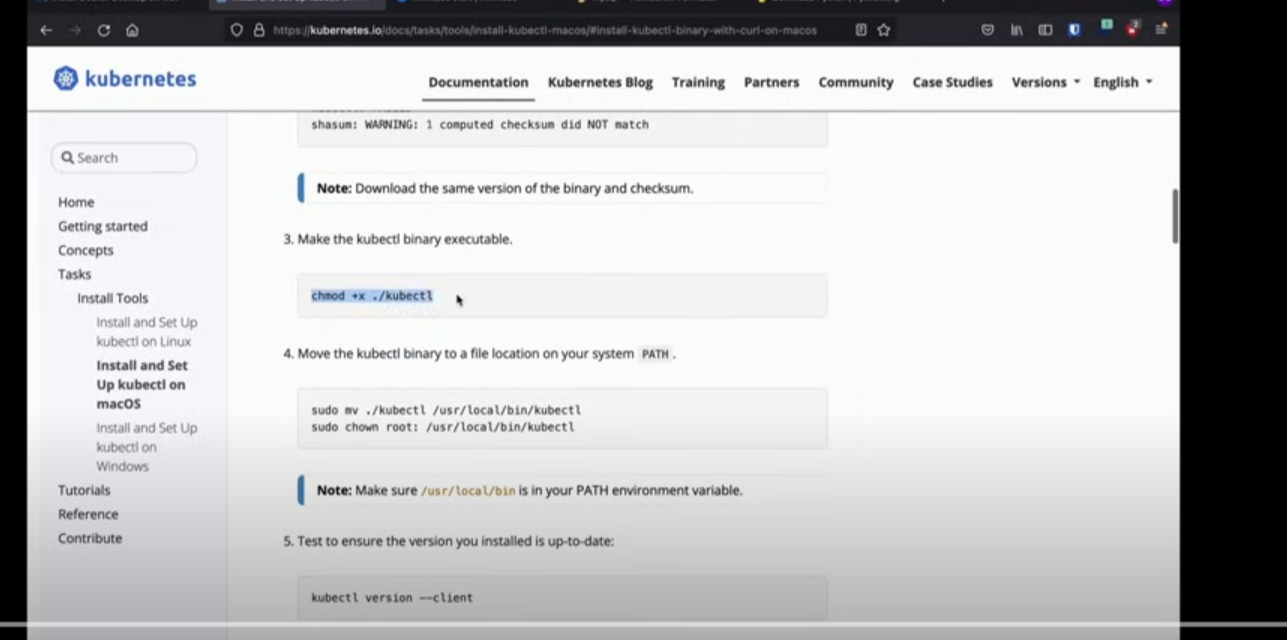 https://kubernetes.io/docs/tasks/tools/install-kubectl-macos/#install-kubectl-binary-with-curl-on-macos
kubernetes
Documentation Kubernetes Blog Training Partners Community Case Studies Versions English
shasum: WARNING: 1 computed checksum did NOT match
Search
Note: Download the same version of the binary and checksum.
Home
Getting started
Concepts
Tasks
Install Tools
Install and Set Up
kubectl on Linux
Install and Set
Up kubectl on
macOS
Install and Set Up
kubectl on
Windows
Tutorials
Reference
Contribute
3. Make the kubectl binary executable.
chmod +x ./kubectl
4. Move the kubectl binary to a file location on your system PATH.
sudo mv ./kubectl /usr/local/bin/kubectl
sudo chown root: /usr/local/bin/kubectl
Note: Make sure /usr/local/bin is in your PATH environment variable.
5. Test to ensure the version you installed is up-to-date:
kubectl version --client